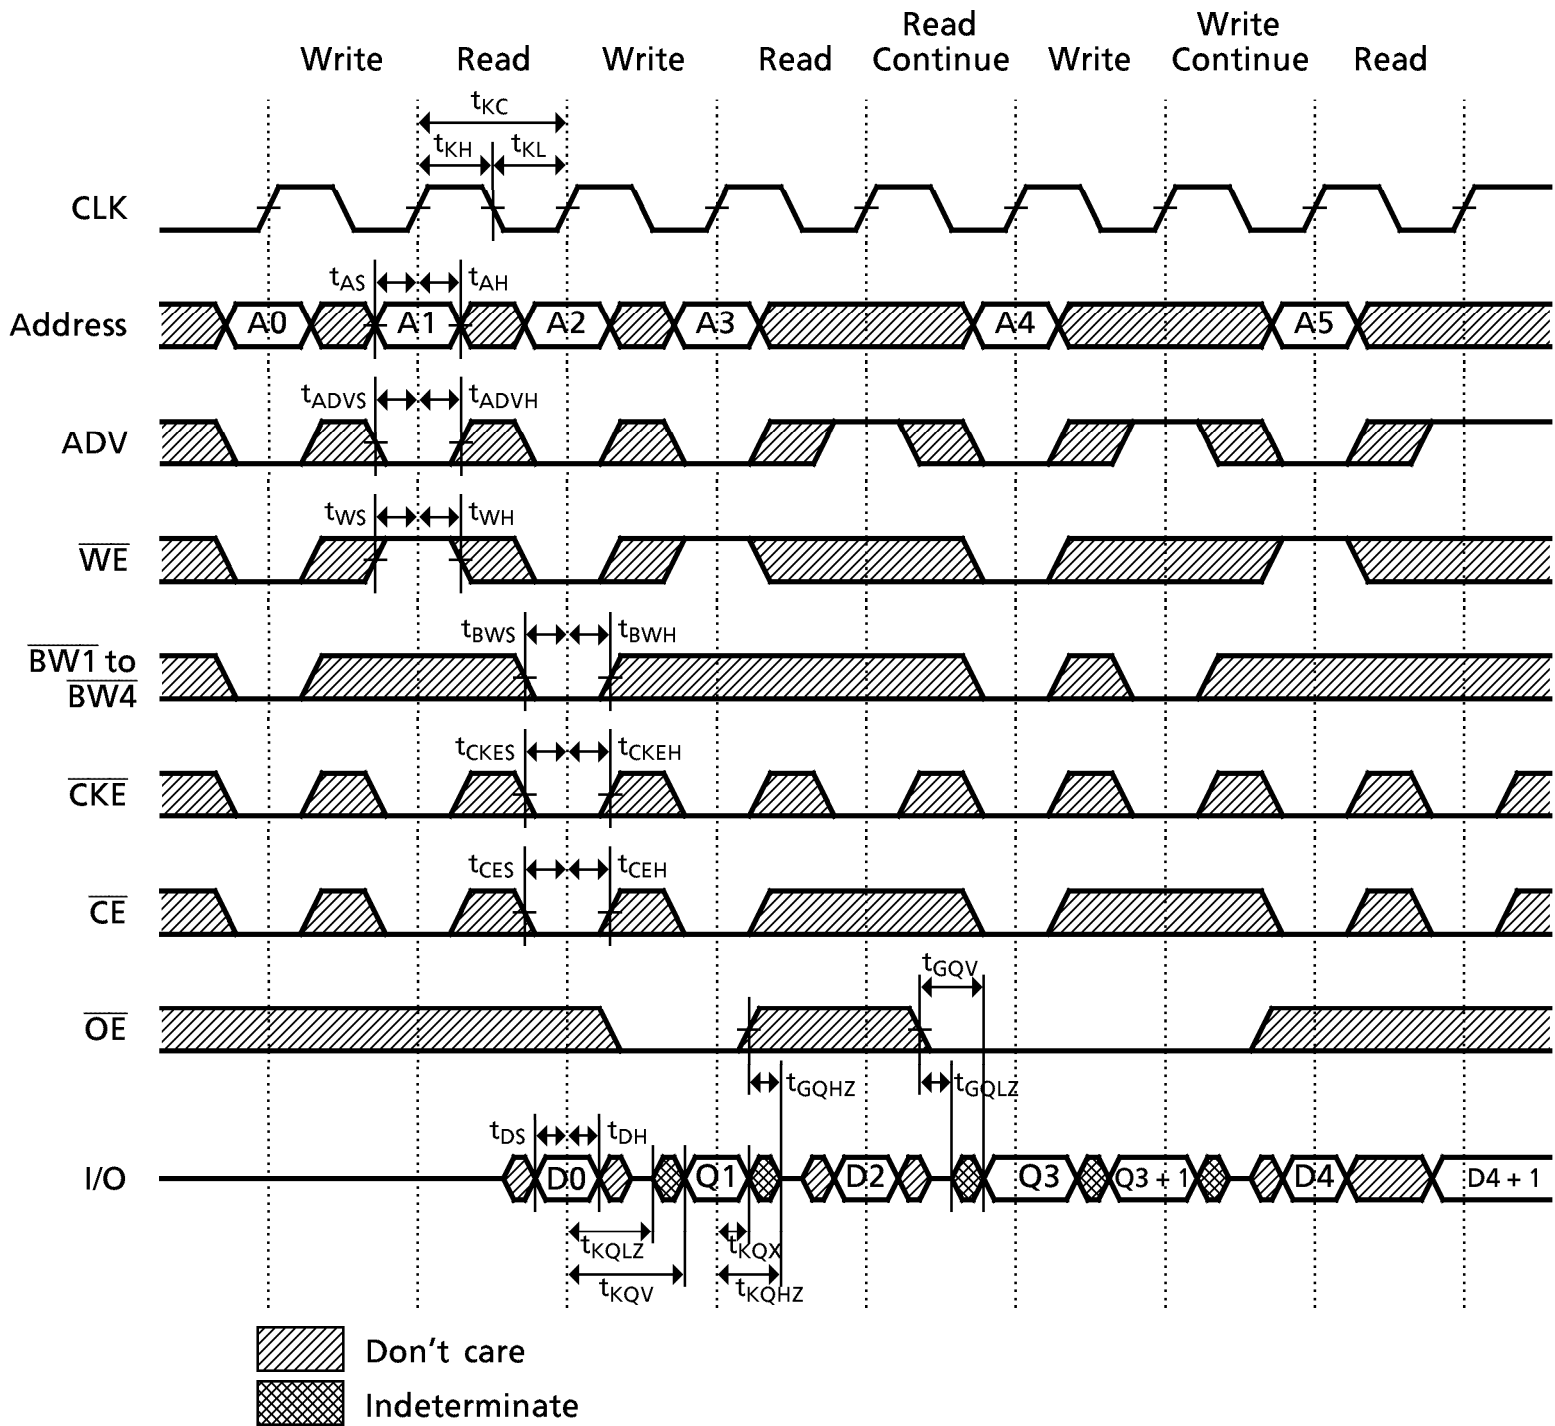 Write Read Write Read Read Continue Write Write Continue Read
tKC
tKH tKL
CLK
tAS tAH
Address A0 A1 A2 A3 A4 A5
tADVS tADVH
ADV
tWS tWH
WE
tBWS tBWH
BW1 to
BW4
tCKES tCKEH
CKE
tCES tCEH
CE
tGQV
OE
tGQHZ tGQLZ
tDS tDH
I/O D0 Q1 D2 Q3 Q3 + 1 D4 D4 + 1
tKQLZ tKQX
tKQV tKQHZ
Don't care
Indeterminate